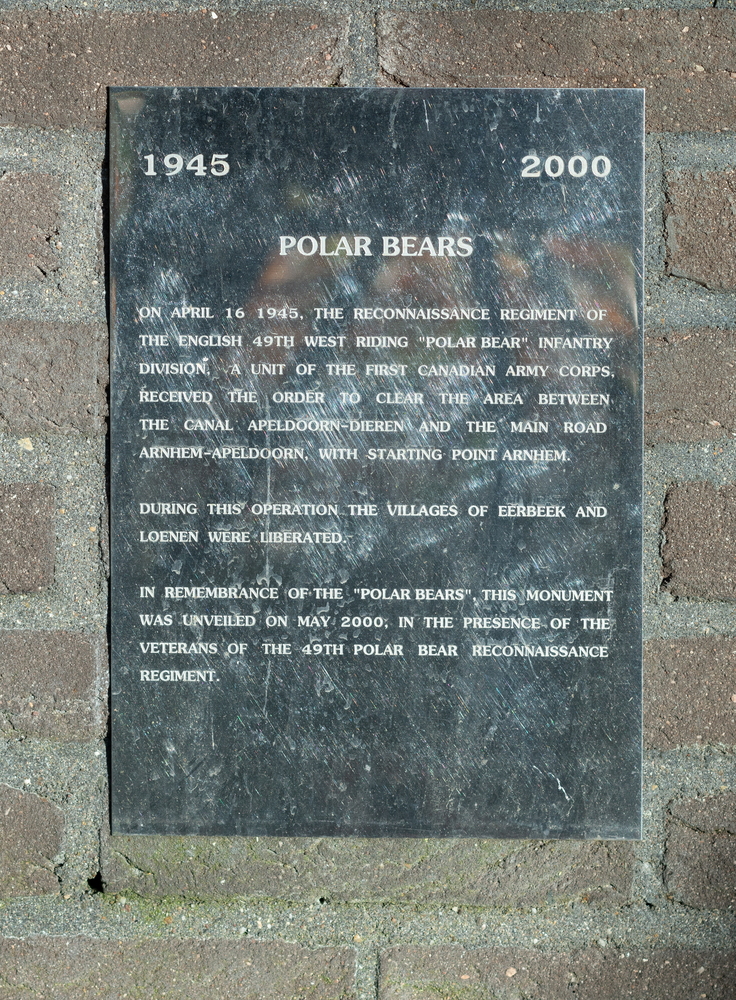 1945 2000
POLAR BEARS
ON APRIL 16 1945, THE RECONNAISSANCE REGIMENT OF
THE ENGLISH 49TH WEST RIDING "POLAR BEAR" INFANTRY
DIVISION, A UNIT OF THE FIRST CANADIAN ARMY CORPS,
RECEIVED THE ORDER TO CLEAR THE AREA BETWEEN
THE CANAL APELDOORN-DIEREN AND THE MAIN ROAD
ARNHEM-APELDOORN, WITH STARTING POINT ARNHEM.
DURING THIS OPERATION THE VILLAGES OF EERBEEK AND
LOENEN WERE LIBERATED.
IN REMEMBRANCE OF THE "POLAR BEARS", THIS MONUMENT
WAS UNVEILED ON MAY 2000, IN THE PRESENCE OF THE
VETERANS OF THE 49TH POLAR BEAR RECONNAISSANCE
REGIMENT.